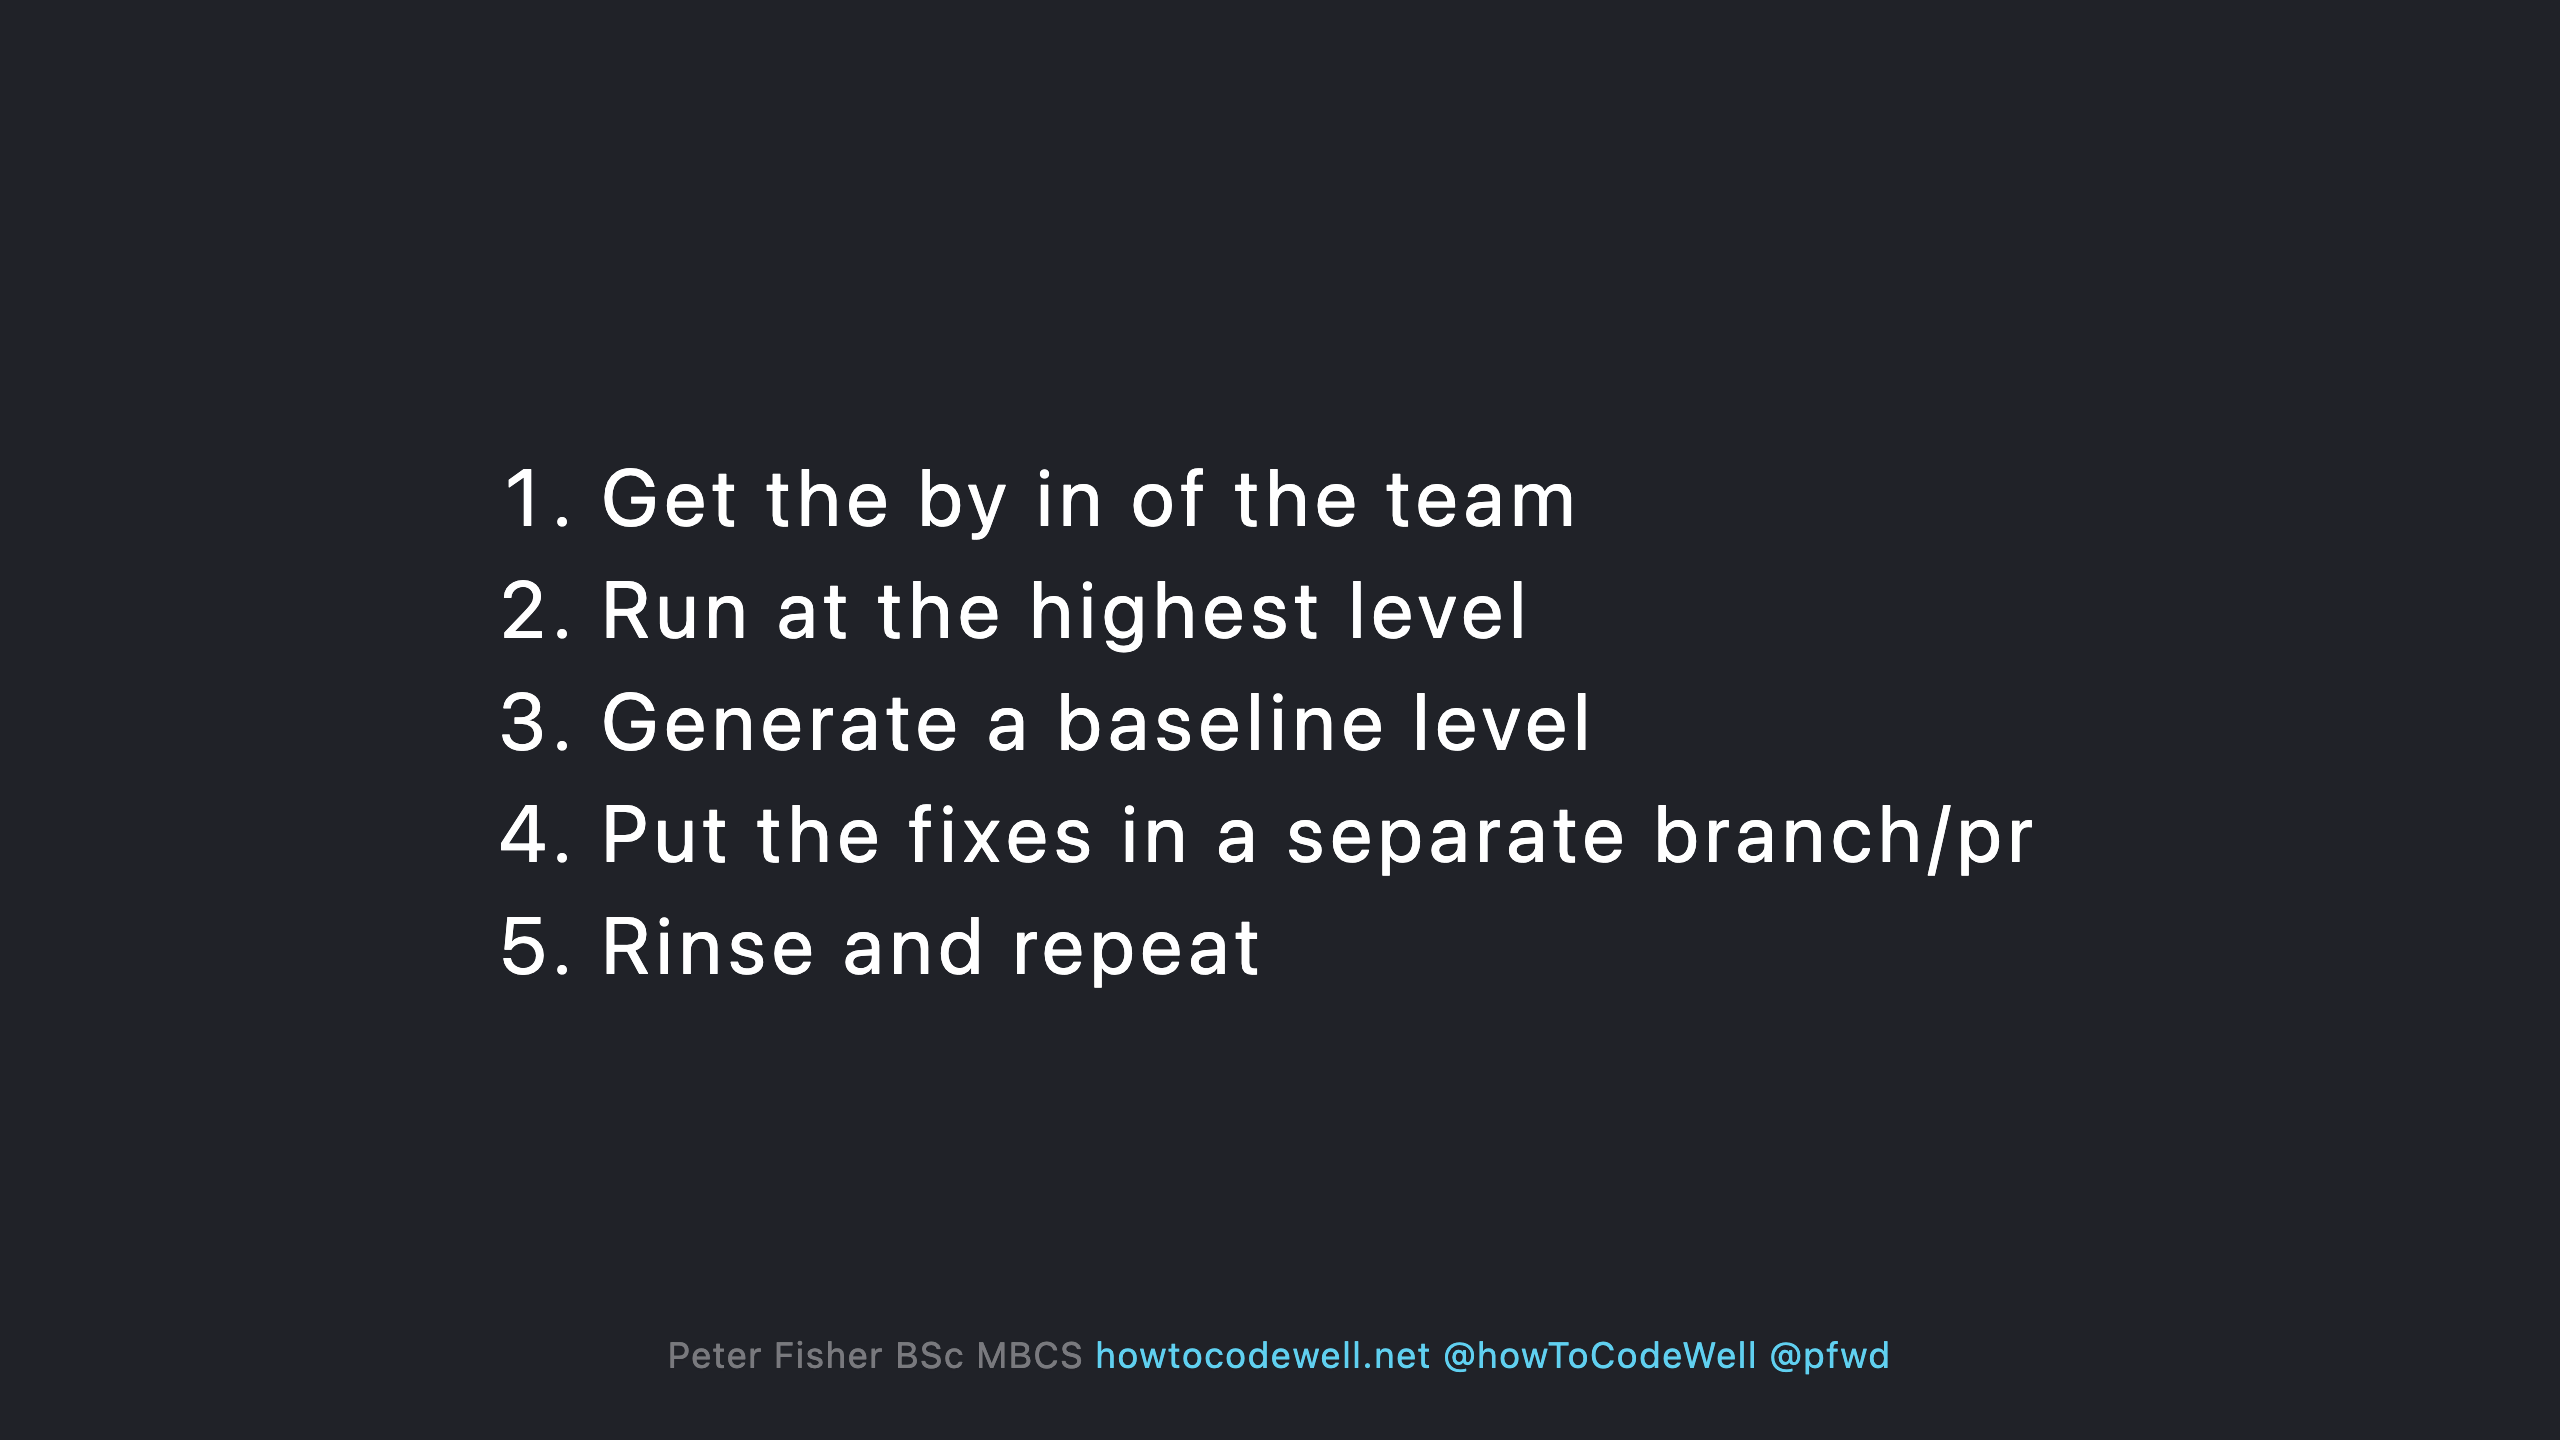 1. Get the by in of the team
2. Run at the highest level
3. Generate a baseline level
4. Put the fixes in a separate branch/pr
5. Rinse and repeat
Peter Fisher BSc MBCS howtocodewell.net @howToCodeWell @pfwd